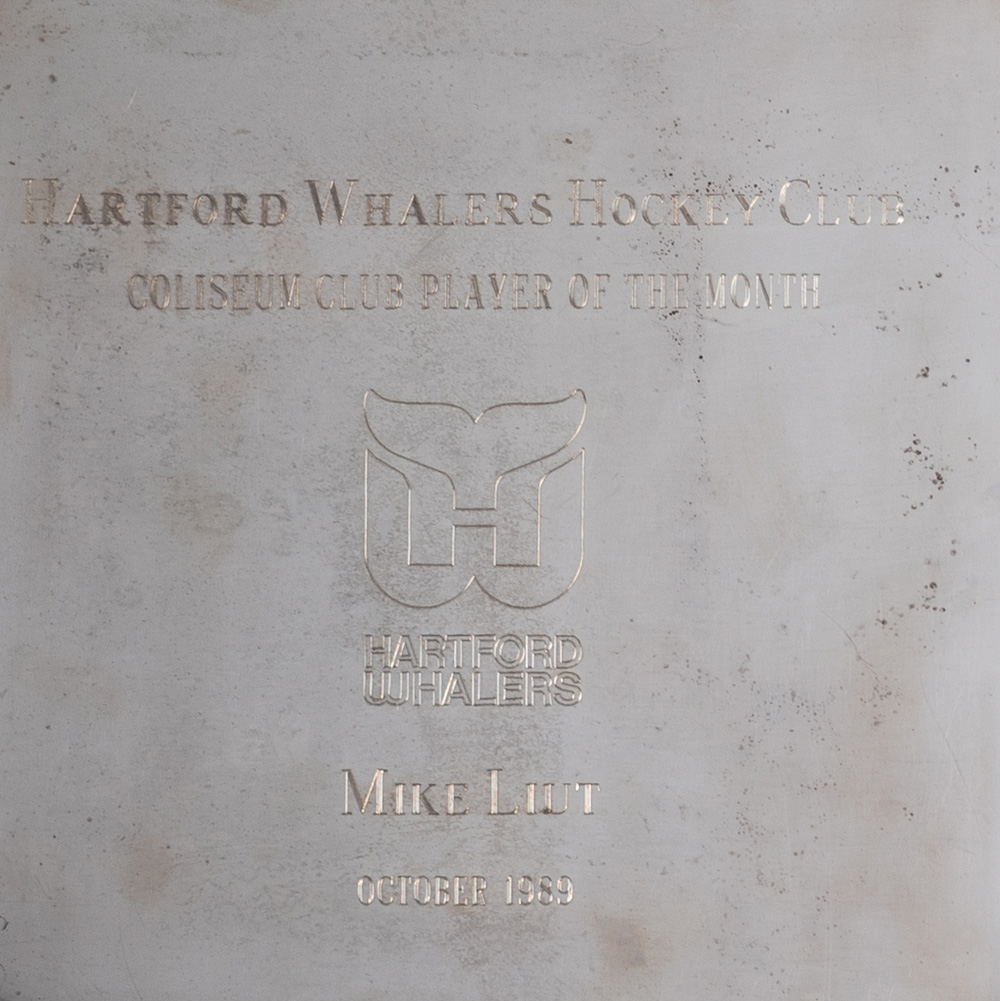 HARTFORD WHALERS HOCKEY CLUB
COLISEUM CLUB PLAYER OF THE MONTH
HARTFORD
WHALERS
MIKE LIUT
OCTOBER 1989